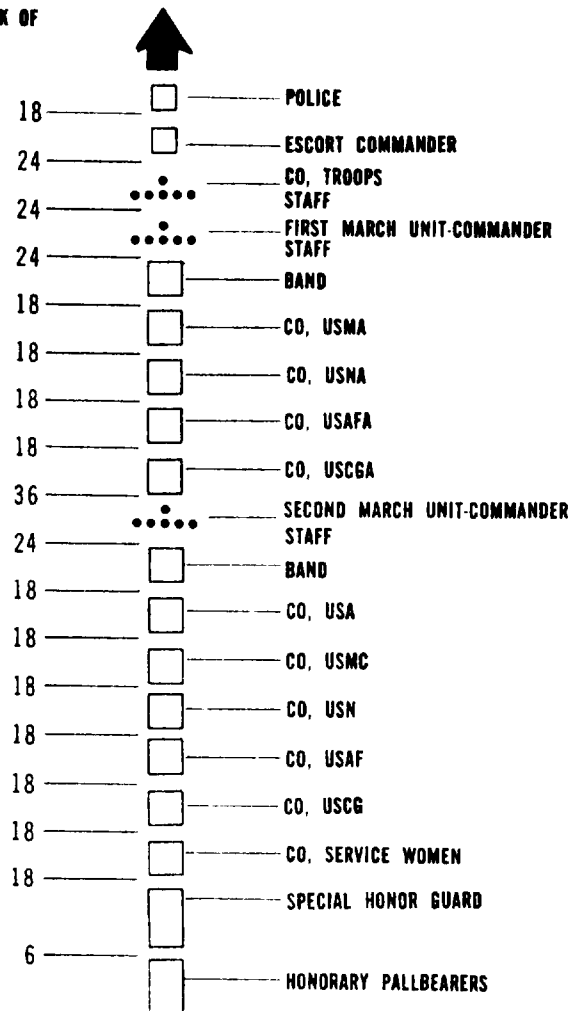 K OF
POLICE
18
ESCORT COMMANDER
24
CO, TROOPS
STAFF
24
FIRST MARCH UNIT-COMMANDER
STAFF
24
BAND
18
CO, USMA
18
CO, USNA
18
CO, USAFA
18
CO, USCGA
36
SECOND MARCH UNIT-COMMANDER
STAFF
24
BAND
18
CO, USA
18
CO, USMC
18
CO, USN
18
CO, USAF
18
CO, USCG
18
CO, SERVICE WOMEN
18
SPECIAL HONOR GUARD
6
HONORARY PALLBEARERS